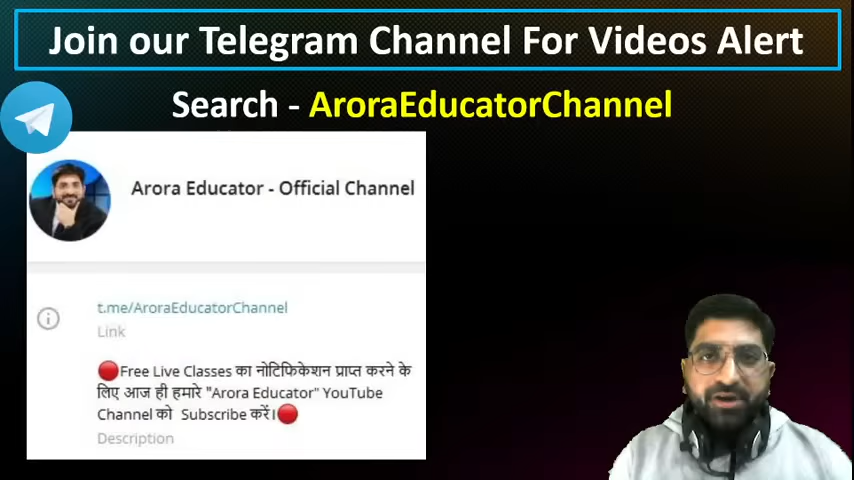 Join our Telegram Channel For Videos Alert
Search - AroraEducatorChannel
Arora Educator - Official Channel
t.me/AroraEducatorChannel
Link
🔴Free Live Classes का नोटिफिकेशन प्राप्त करने के
लिए आज ही हमारे "Arora Educator" YouTube
Channel को Subscribe करें।🔴
Description